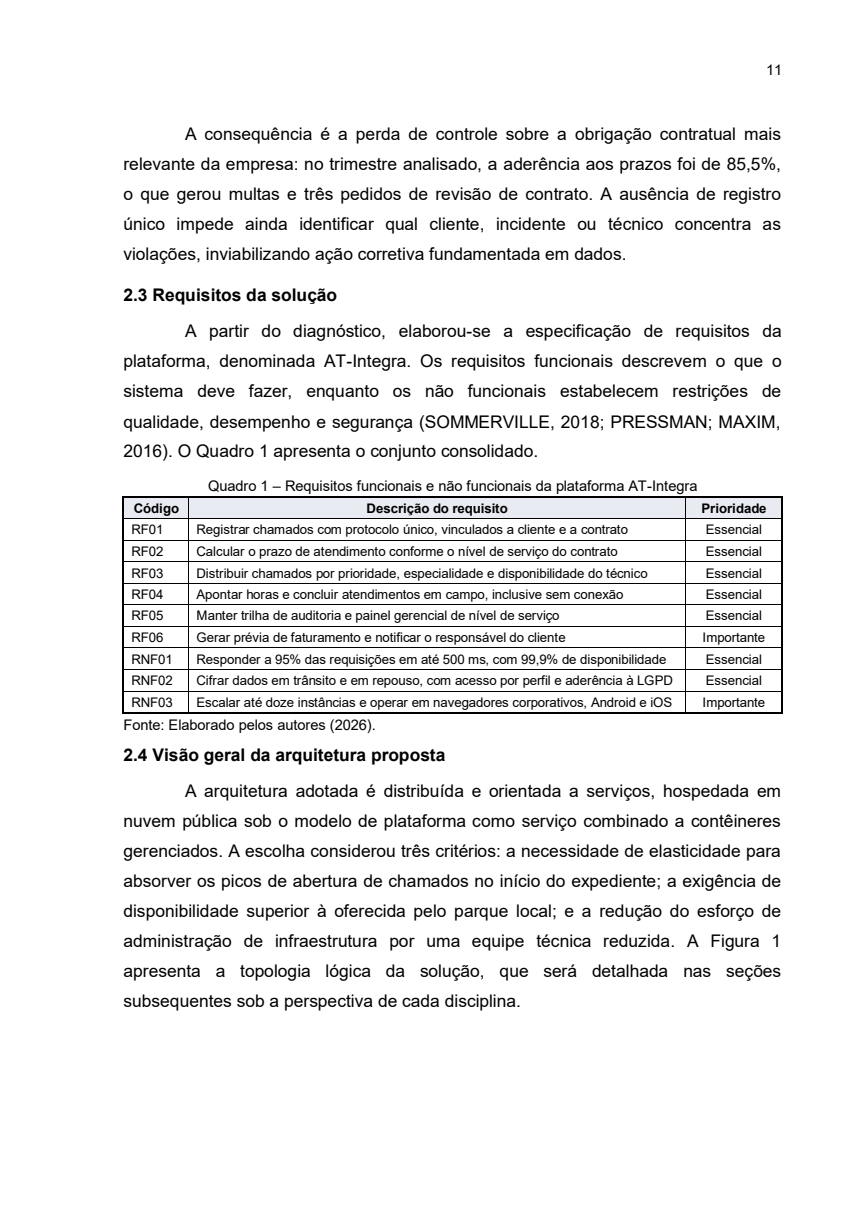 11
A consequência é a perda de controle sobre a obrigação contratual mais
relevante da empresa: no trimestre analisado, a aderência aos prazos foi de 85,5%,
o que gerou multas e três pedidos de revisão de contrato. A ausência de registro
único impede ainda identificar qual cliente, incidente ou técnico concentra as
violações, inviabilizando ação corretiva fundamentada em dados.
2.3 Requisitos da solução
A partir do diagnóstico, elaborou-se a especificação de requisitos da
plataforma, denominada AT-Integra. Os requisitos funcionais descrevem o que o
sistema deve fazer, enquanto os não funcionais estabelecem restrições de
qualidade, desempenho e segurança (SOMMERVILLE, 2018; PRESSMAN; MAXIM,
2016). O Quadro 1 apresenta o conjunto consolidado.
Quadro 1 – Requisitos funcionais e não funcionais da plataforma AT-Integra
Código Descrição do requisito Prioridade
RF01 Registrar chamados com protocolo único, vinculados a cliente e a contrato Essencial
RF02 Calcular o prazo de atendimento conforme o nível de serviço do contrato Essencial
RF03 Distribuir chamados por prioridade, especialidade e disponibilidade do técnico Essencial
RF04 Apontar horas e concluir atendimentos em campo, inclusive sem conexão Essencial
RF05 Manter trilha de auditoria e painel gerencial de nível de serviço Essencial
RF06 Gerar prévia de faturamento e notificar o responsável do cliente Importante
RNF01 Responder a 95% das requisições em até 500 ms, com 99,9% de disponibilidade Essencial
RNF02 Cifrar dados em trânsito e em repouso, com acesso por perfil e aderência à LGPD Essencial
RNF03 Escalar até doze instâncias e operar em navegadores corporativos, Android e iOS Importante
Fonte: Elaborado pelos autores (2026).
2.4 Visão geral da arquitetura proposta
A arquitetura adotada é distribuída e orientada a serviços, hospedada em
nuvem pública sob o modelo de plataforma como serviço combinado a contêineres
gerenciados. A escolha considerou três critérios: a necessidade de elasticidade para
absorver os picos de abertura de chamados no início do expediente; a exigência de
disponibilidade superior à oferecida pelo parque local; e a redução do esforço de
administração de infraestrutura por uma equipe técnica reduzida. A Figura 1
apresenta a topologia lógica da solução, que será detalhada nas seções
subsequentes sob a perspectiva de cada disciplina.